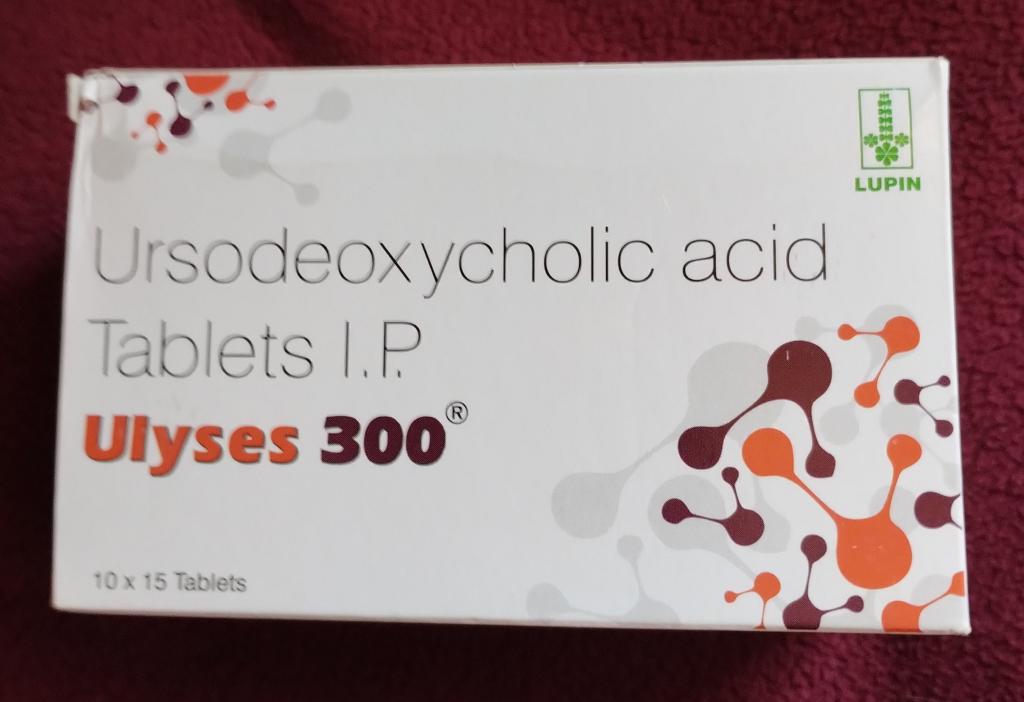 LUPIN
Ursodeoxycholic acid
Tablets I.P.
Ulyses 300®
10 x 15 Tablets